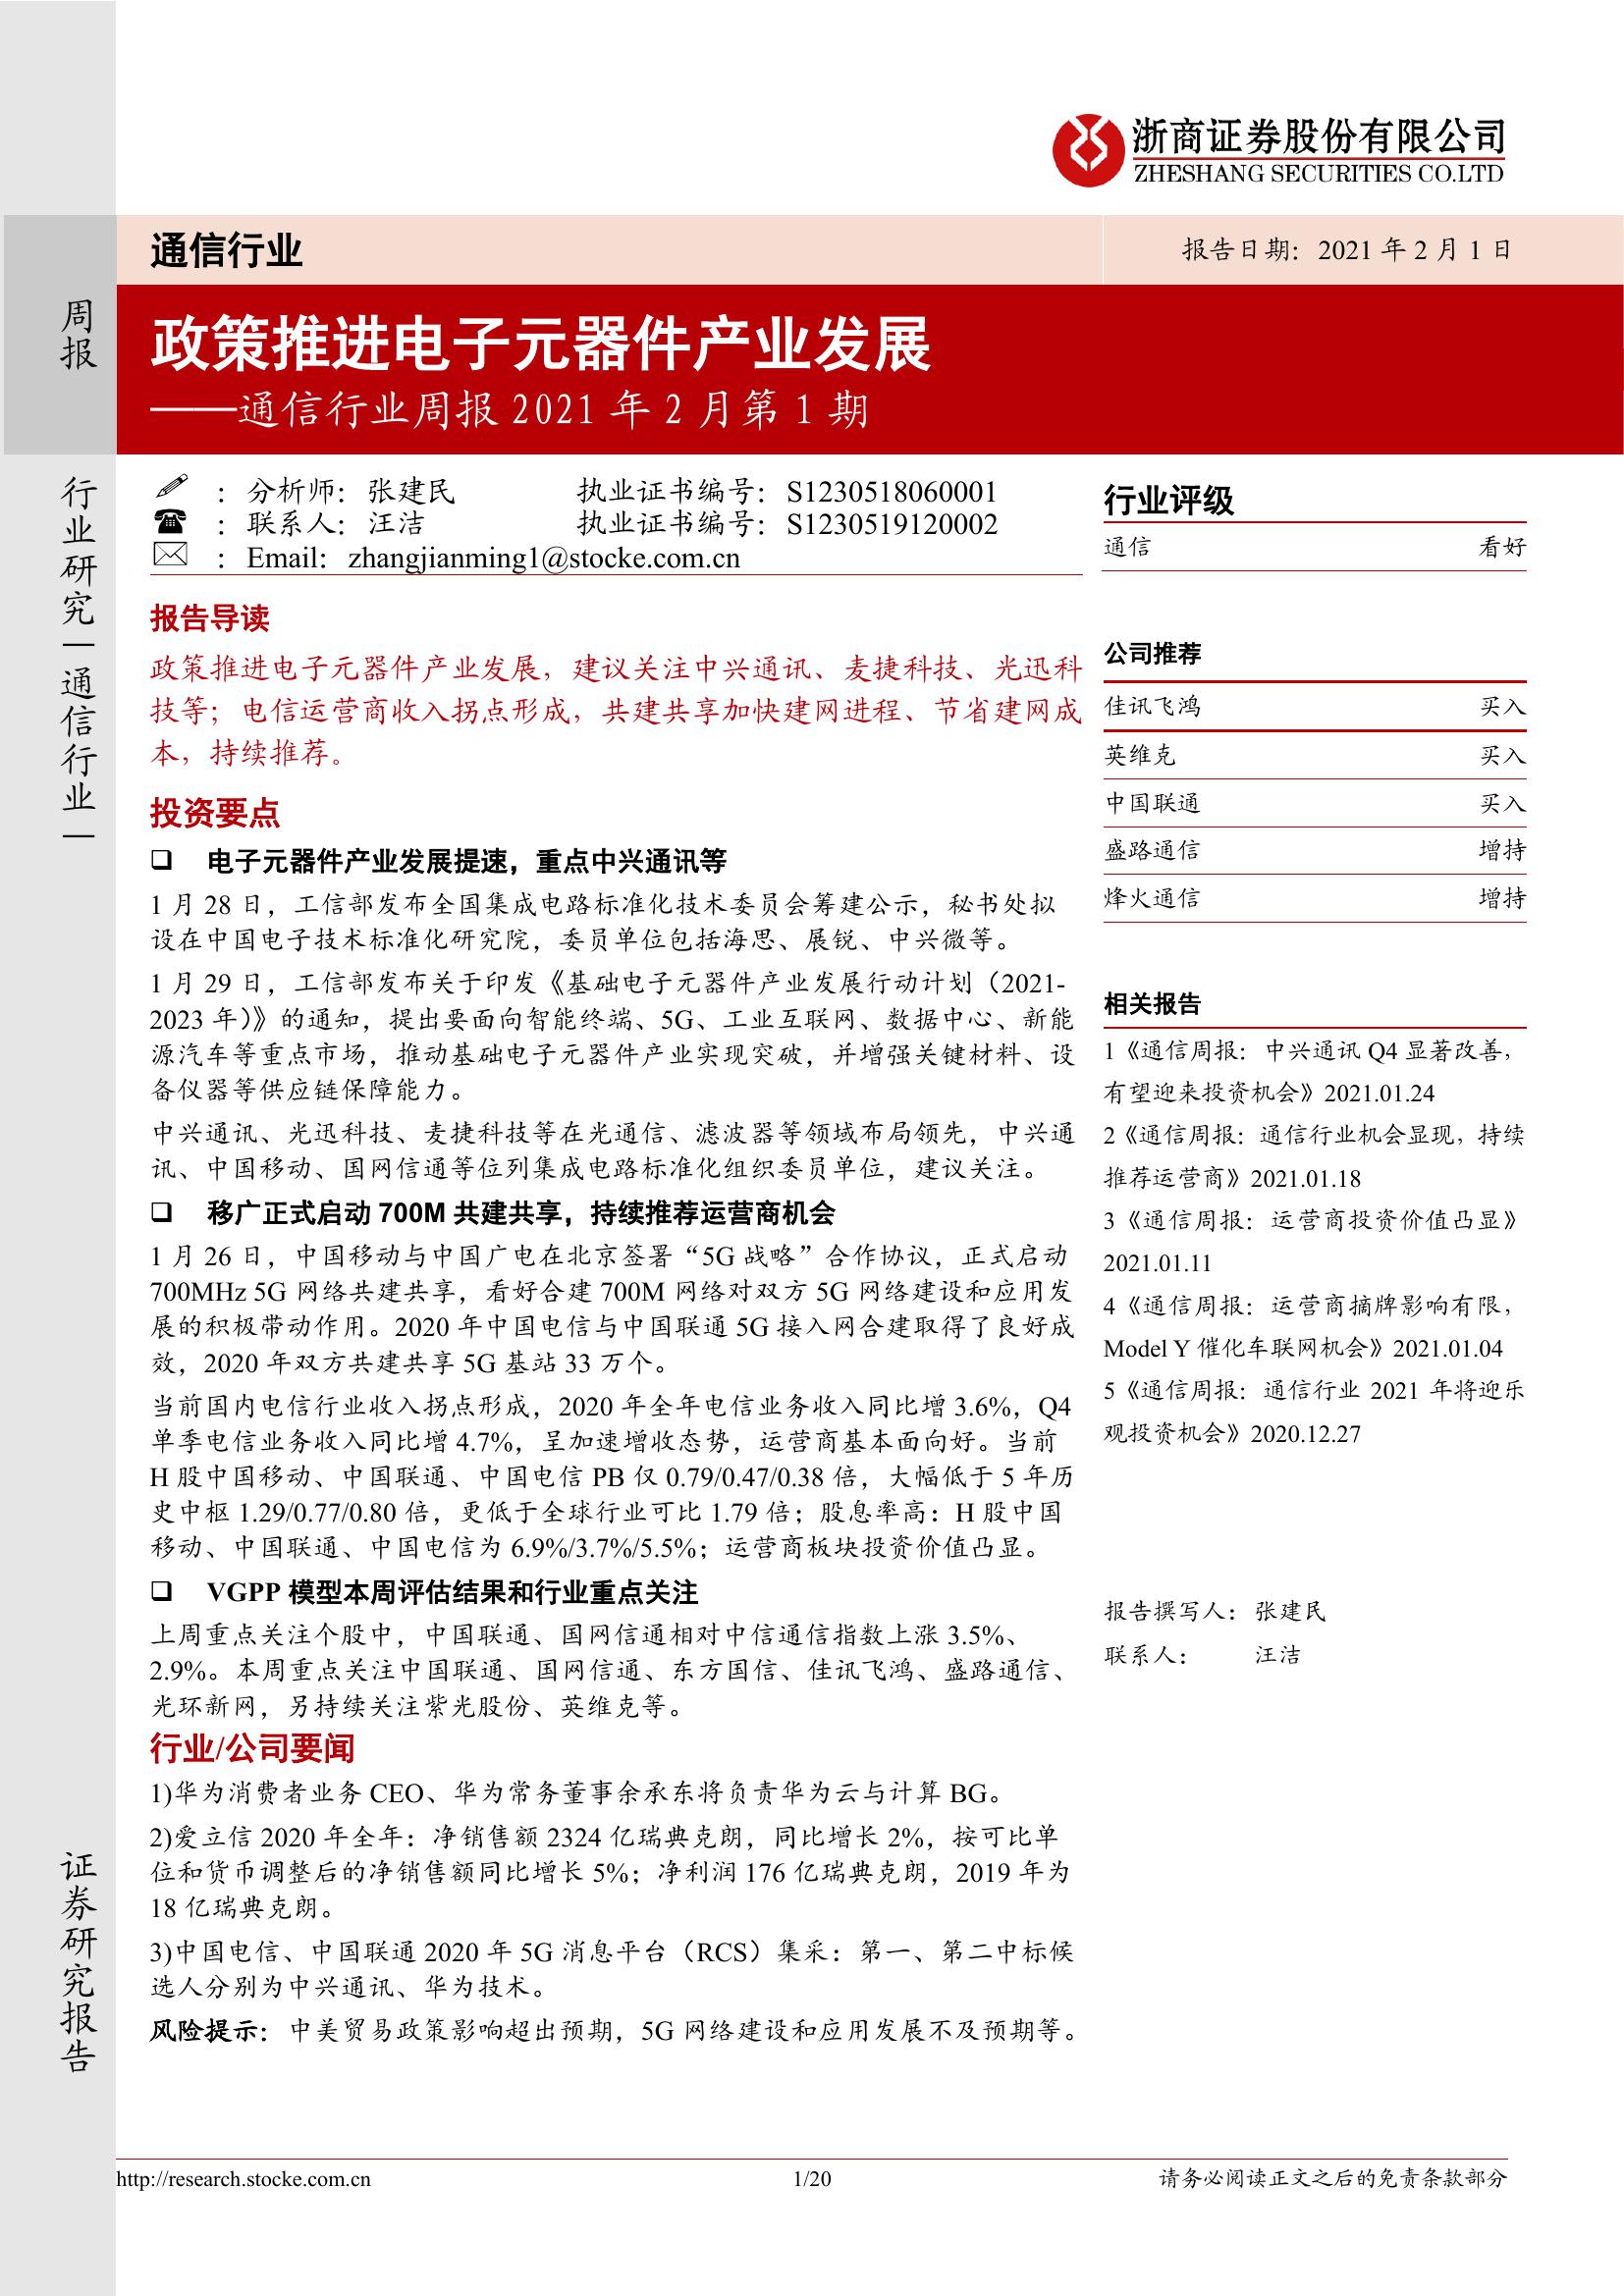 浙商证券股份有限公司
ZHESHANG SECURITIES CO.LTD
通信行业
报告日期：2021 年 2 月 1 日
周报
政策推进电子元器件产业发展
——通信行业周报 2021 年 2 月第 1 期
行业研究｜通信行业｜
证券研究报告
：分析师：张建民 执业证书编号：S1230518060001
：联系人：汪洁 执业证书编号：S1230519120002
：Email：zhangjianming1@stocke.com.cn
报告导读
政策推进电子元器件产业发展，建议关注中兴通讯、麦捷科技、光迅科
技等；电信运营商收入拐点形成，共建共享加快建网进程、节省建网成
本，持续推荐。
投资要点
❑ 电子元器件产业发展提速，重点中兴通讯等
1 月 28 日，工信部发布全国集成电路标准化技术委员会筹建公示，秘书处拟
设在中国电子技术标准化研究院，委员单位包括海思、展锐、中兴微等。
1 月 29 日，工信部发布关于印发《基础电子元器件产业发展行动计划（2021-
2023 年)》的通知，提出要面向智能终端、5G、工业互联网、数据中心、新能
源汽车等重点市场，推动基础电子元器件产业实现突破，并增强关键材料、设
备仪器等供应链保障能力。
中兴通讯、光迅科技、麦捷科技等在光通信、滤波器等领域布局领先，中兴通
讯、中国移动、国网信通等位列集成电路标准化组织委员单位，建议关注。
❑ 移广正式启动 700M 共建共享，持续推荐运营商机会
1 月 26 日，中国移动与中国广电在北京签署“5G 战略”合作协议，正式启动
700MHz 5G 网络共建共享，看好合建 700M 网络对双方 5G 网络建设和应用发
展的积极带动作用。2020 年中国电信与中国联通 5G 接入网合建取得了良好成
效，2020 年双方共建共享 5G 基站 33 万个。
当前国内电信行业收入拐点形成，2020 年全年电信业务收入同比增 3.6%，Q4
单季电信业务收入同比增 4.7%，呈加速增收态势，运营商基本面向好。当前
H 股中国移动、中国联通、中国电信 PB 仅 0.79/0.47/0.38 倍，大幅低于 5 年历
史中枢 1.29/0.77/0.80 倍，更低于全球行业可比 1.79 倍；股息率高：H 股中国
移动、中国联通、中国电信为 6.9%/3.7%/5.5%；运营商板块投资价值凸显。
❑ VGPP 模型本周评估结果和行业重点关注
上周重点关注个股中，中国联通、国网信通相对中信通信指数上涨 3.5%、
2.9%。本周重点关注中国联通、国网信通、东方国信、佳讯飞鸿、盛路通信、
光环新网，另持续关注紫光股份、英维克等。
行业/公司要闻
1)华为消费者业务 CEO、华为常务董事余承东将负责华为云与计算 BG。
2)爱立信 2020 年全年：净销售额 2324 亿瑞典克朗，同比增长 2%，按可比单
位和货币调整后的净销售额同比增长 5%；净利润 176 亿瑞典克朗，2019 年为
18 亿瑞典克朗。
3)中国电信、中国联通 2020 年 5G 消息平台（RCS）集采：第一、第二中标候
选人分别为中兴通讯、华为技术。
风险提示：中美贸易政策影响超出预期，5G 网络建设和应用发展不及预期等。
行业评级
通信 看好
公司推荐
佳讯飞鸿 买入
英维克 买入
中国联通 买入
盛路通信 增持
烽火通信 增持
相关报告
1《通信周报：中兴通讯 Q4 显著改善，
有望迎来投资机会》2021.01.24
2《通信周报：通信行业机会显现，持续
推荐运营商》2021.01.18
3《通信周报：运营商投资价值凸显》
2021.01.11
4《通信周报：运营商摘牌影响有限，
Model Y 催化车联网机会》2021.01.04
5《通信周报：通信行业 2021 年将迎乐
观投资机会》2020.12.27
报告撰写人：张建民
联系人： 汪洁
http://research.stocke.com.cn 1/20 请务必阅读正文之后的免责条款部分